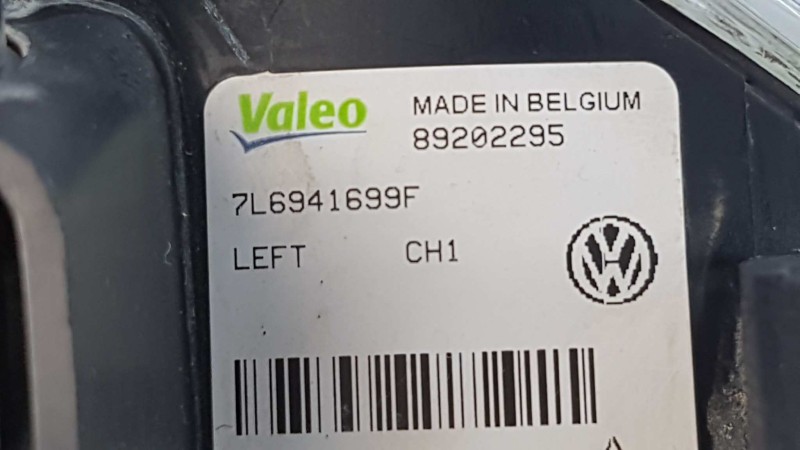 Valeo
MADE IN BELGIUM
89202295
7L6941699F
LEFT CH1